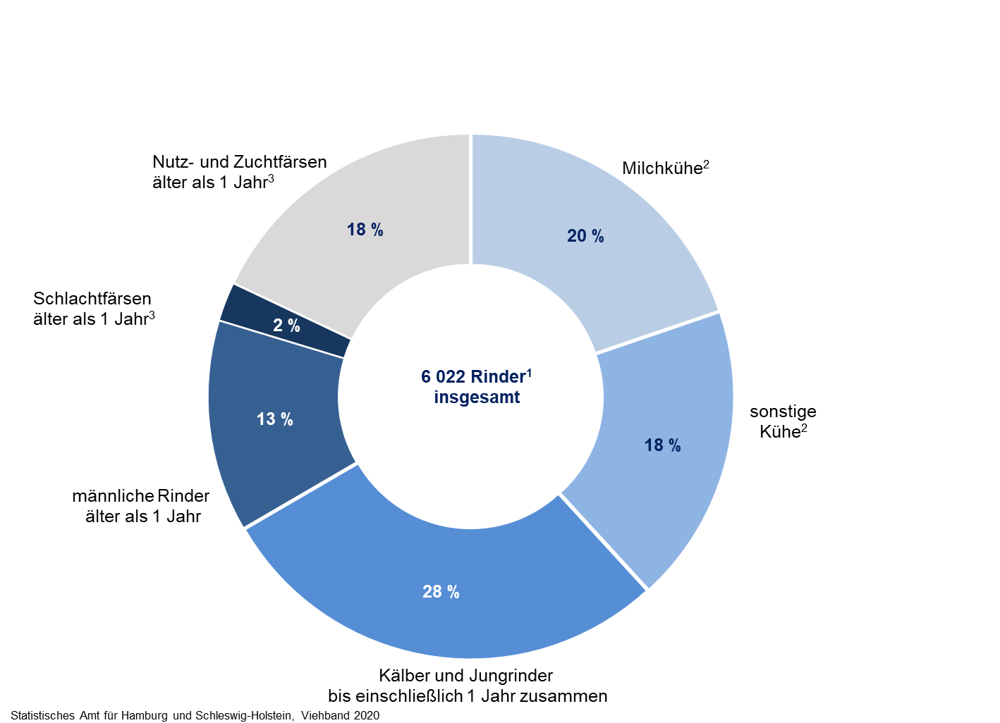 Nutz- und Zuchtfärsen
älter als 1 Jahr³
Milchkühe²
18 %
20 %
Schlachtfärsen
älter als 1 Jahr³
2 %
6 022 Rinder¹
insgesamt
13 %
sonstige
Kühe²
18 %
männliche Rinder
älter als 1 Jahr
28 %
Kälber und Jungrinder
bis einschließlich 1 Jahr zusammen
Statistisches Amt für Hamburg und Schleswig-Holstein, Viehband 2020